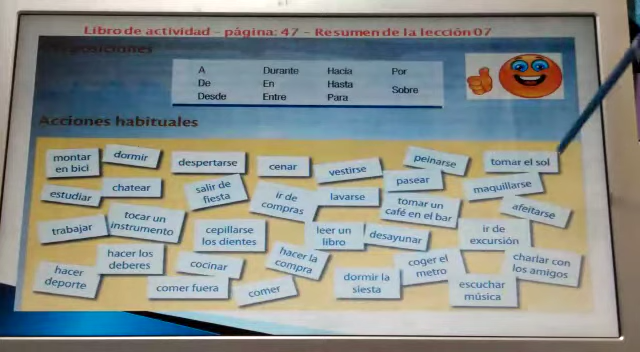 Libro de actividad - página: 47 - Resumen de la lección 07
Preposiciones
A Durante Hacia Por
De En Hasta Sobre
Desde Entre Para
Acciones habituales
montar
en bici
dormir
despertarse
cenar
vestirse
peinarse
tomar el sol
estudiar
chatear
salir de
fiesta
ir de
compras
lavarse
pasear
tomar un
café en el bar
maquillarse
afeitarse
trabajar
tocar un
instrumento
cepillarse
los dientes
leer un
libro
desayunar
ir de
excursión
hacer
deporte
hacer los
deberes
cocinar
hacer la
compra
coger el
metro
charlar con
los amigos
comer fuera
comer
dormir la
siesta
escuchar
música